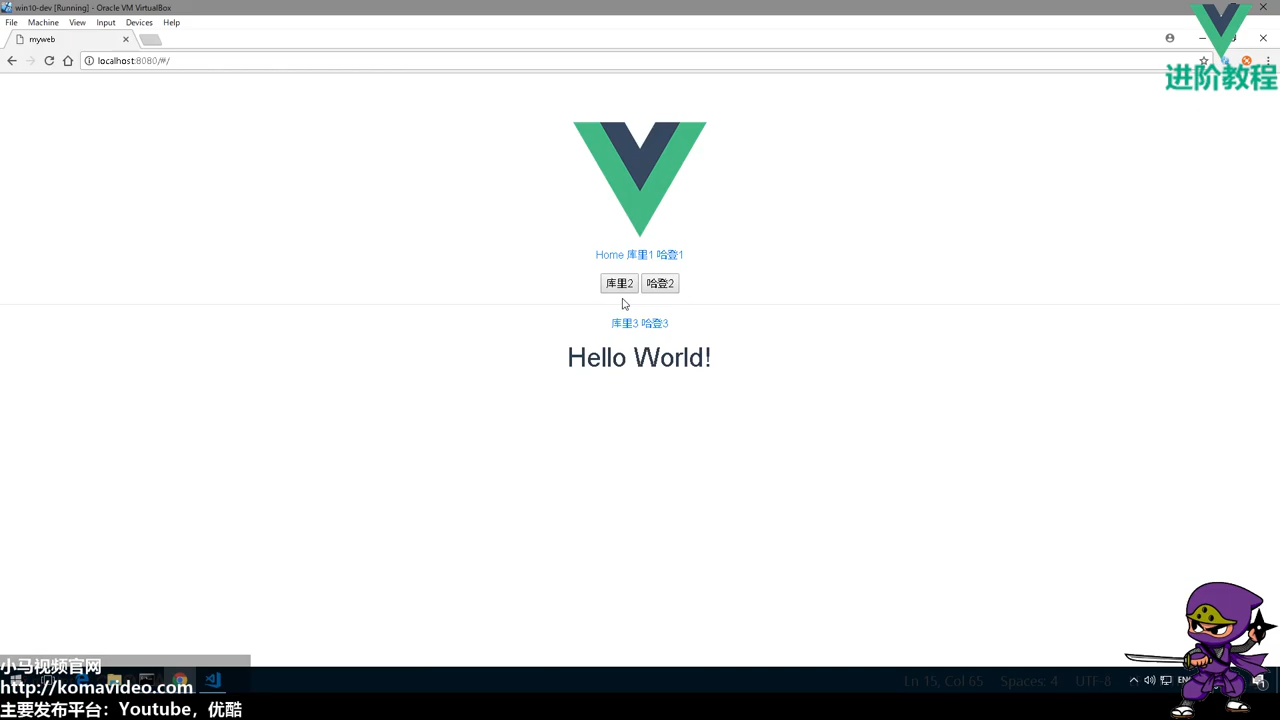 win10-dev [Running] - Oracle VM VirtualBox
File Machine View Input Devices Help
myweb
localhost:8080/#/
进阶教程
Home 库里1 哈登1
库里2 哈登2
库里3 哈登3
Hello World!
小马视频官网
http://komavideo.com
主要发布平台：Youtube，优酷
Ln 15, Col 65 Spaces: 4 UTF-8